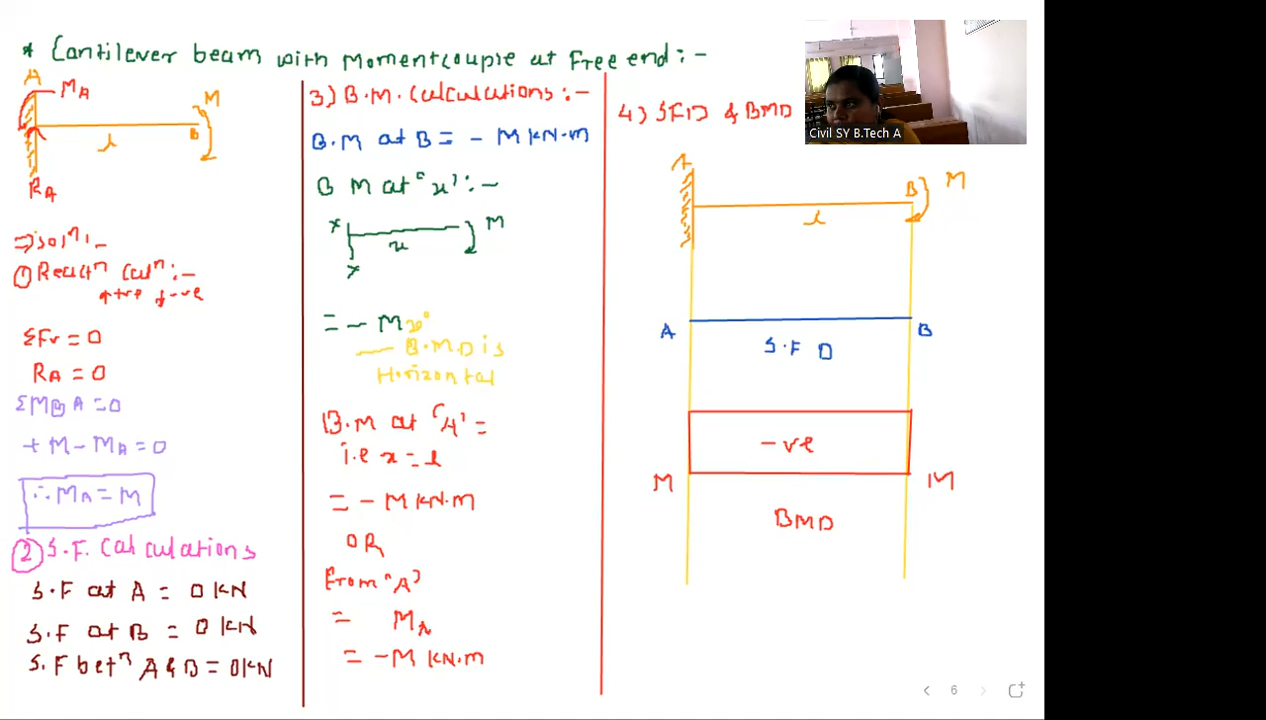 * Cantilever beam with moment couple at Free end :-
A
MA
M
B
l
RA
=> Solⁿ :-
① Reactⁿ Calⁿ :-
↑+ve ↓-ve
ΣFv = 0
RA = 0
ΣM@A = 0
+ M - MA = 0
∴ MA = M
② S.F. Calculations
S.F at A = 0 KN
S.F at B = 0 KN
S.F betⁿ A & B = 0KN
3) B.M. Calculations :-
B.M at B = - M KN.m
B M at 'x' :-
x
x
M
x
= - M x°
— B.M.D is
Horizontal
B.M at 'A' =
i.e x = l
= - M KN.m
OR
From 'A'
= MA
= -M KN.m
4) SFD & BMD
Civil SY B.Tech A
A
B
M
l
A
B
S.F D
-ve
M
M
BMD
6